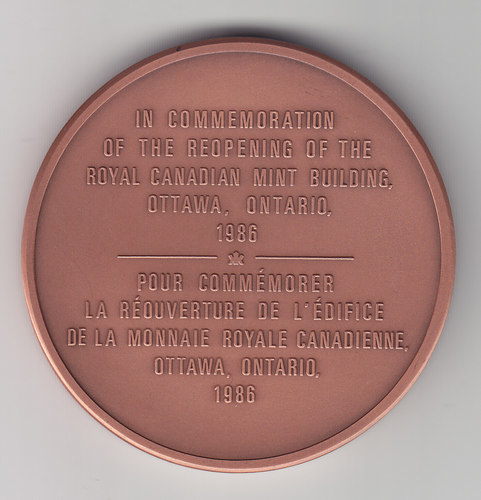 IN COMMEMORATION
OF THE REOPENING OF THE
ROYAL CANADIAN MINT BUILDING,
OTTAWA, ONTARIO,
1986
POUR COMMÉMORER
LA RÉOUVERTURE DE L'ÉDIFICE
DE LA MONNAIE ROYALE CANADIENNE,
OTTAWA, ONTARIO,
1986